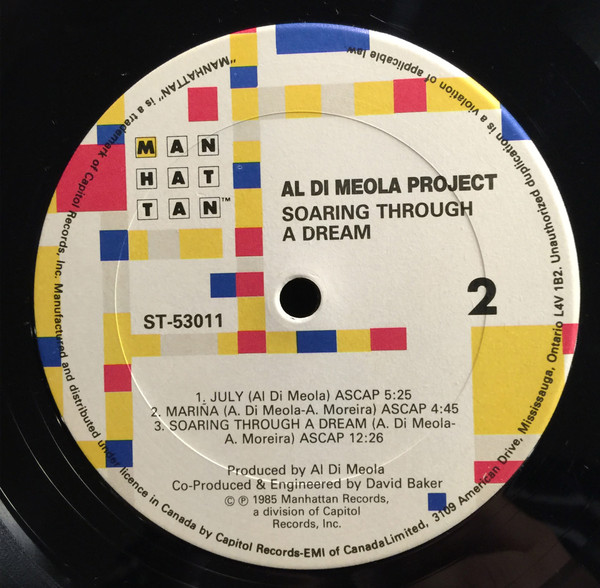 MAN
HAT
TAN™
AL DI MEOLA PROJECT
SOARING THROUGH
A DREAM
ST-53011
2
1. JULY (Al Di Meola) ASCAP 5:25
2. MARIÑA (A. Di Meola-A. Moreira) ASCAP 4:45
3. SOARING THROUGH A DREAM (A. Di Meola-
A. Moreira) ASCAP 12:26
Produced by Al Di Meola
Co-Produced & Engineered by David Baker
© ℗ 1985 Manhattan Records,
a division of Capitol
Records, Inc.
"MANHATTAN" is a trademark of Capitol Records, Inc. Manufactured and distributed under licence in Canada by Capitol Records-EMI of Canada Limited, 3109 American Drive, Mississauga, Ontario L4V 1B2. Unauthorized duplication is a violation of applicable law